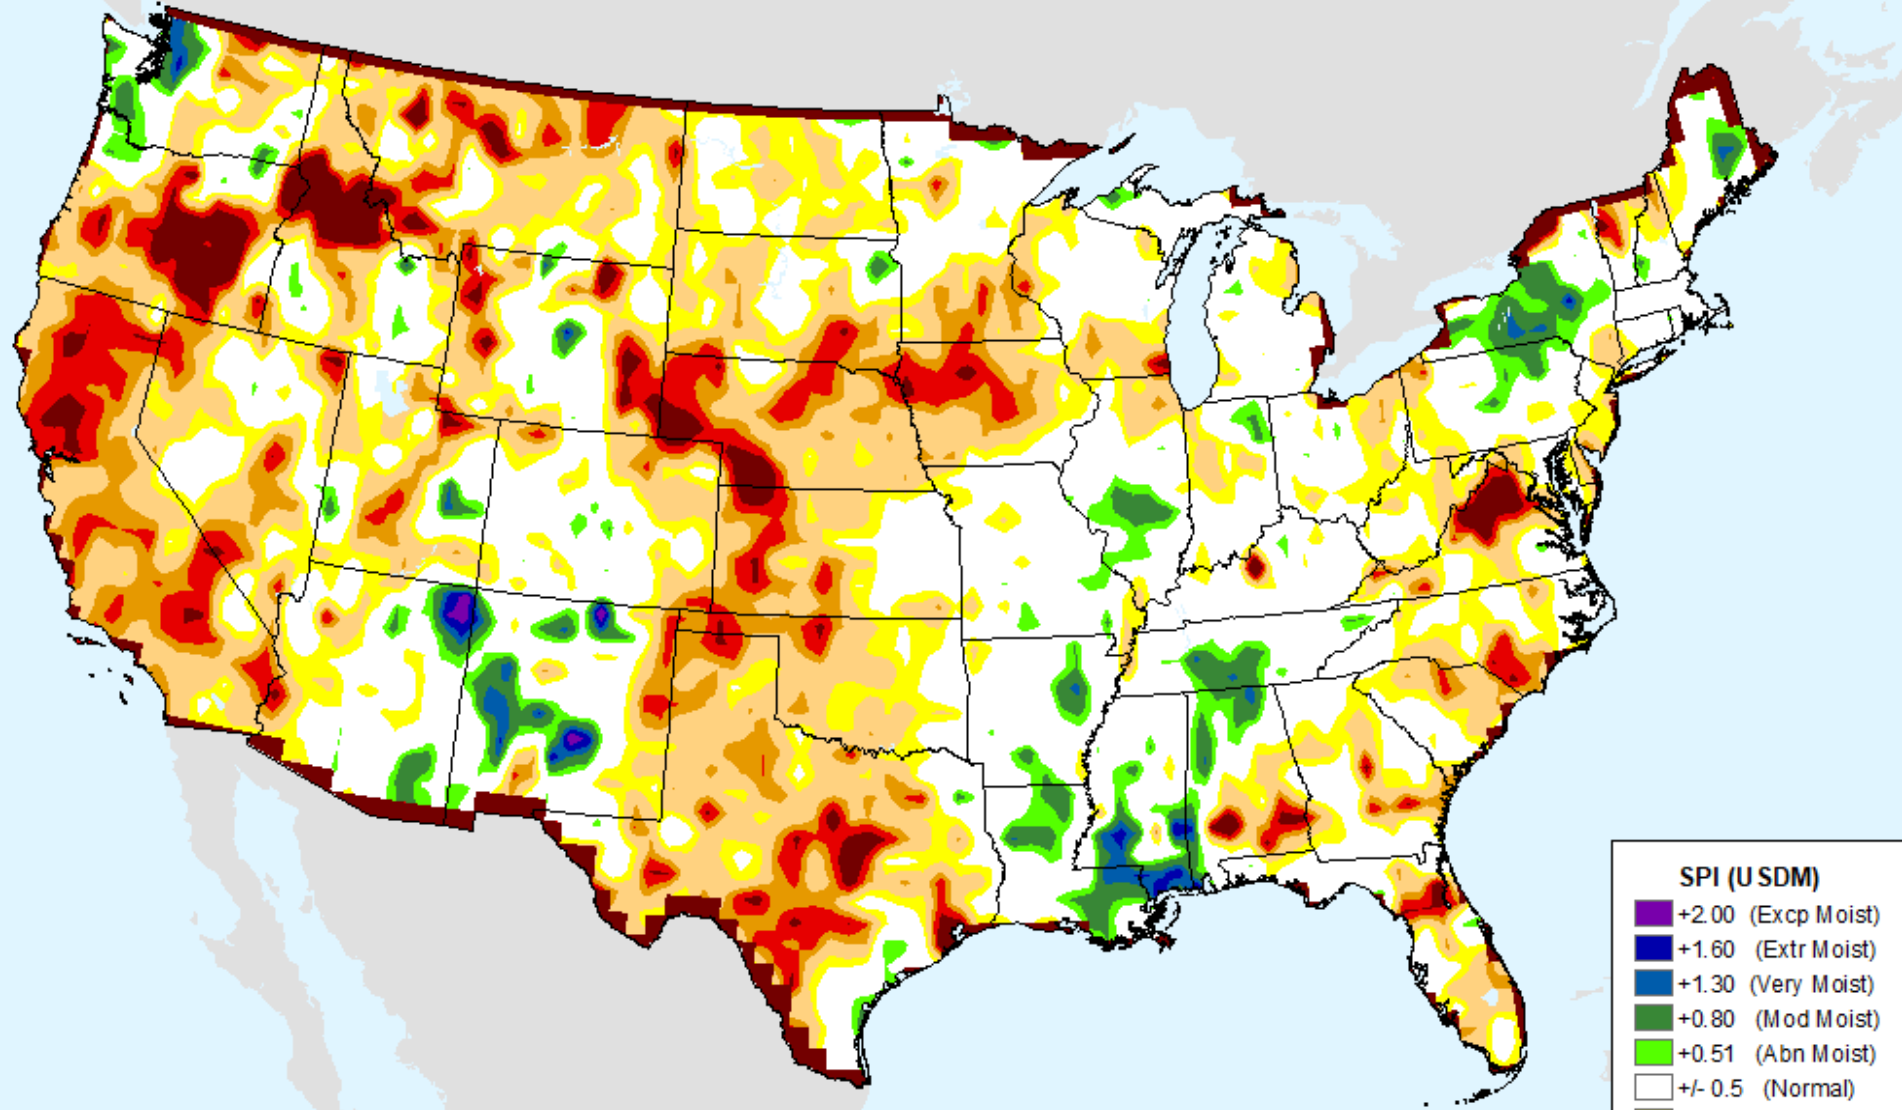 SPI (USDM)
+2.00 (Excp Moist)
+1.60 (Extr Moist)
+1.30 (Very Moist)
+0.80 (Mod Moist)
+0.51 (Abn Moist)
+/- 0.5 (Normal)